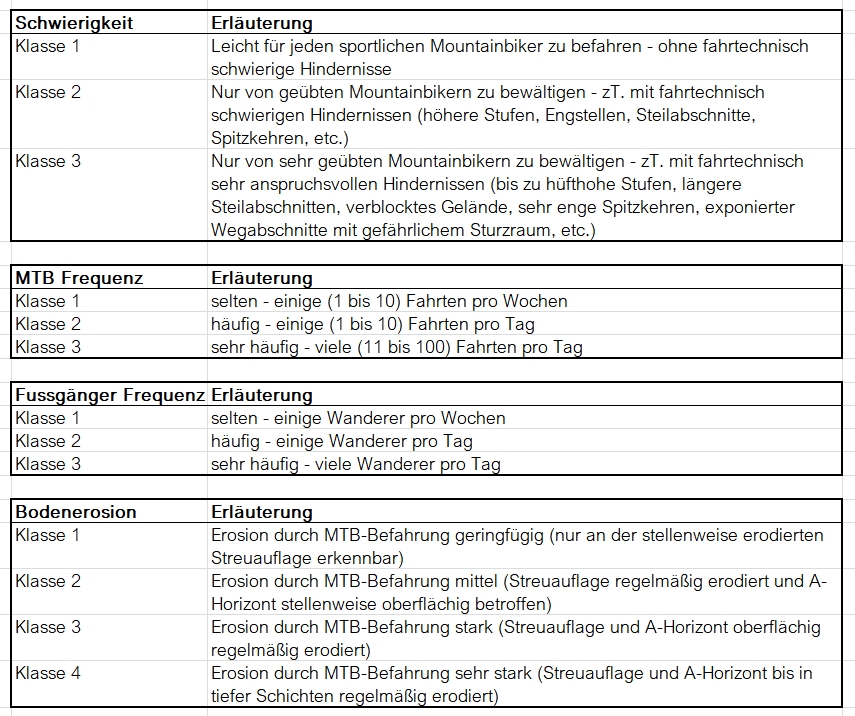 Schwierigkeit Erläuterung
Klasse 1 Leicht für jeden sportlichen Mountainbiker zu befahren - ohne fahrtechnisch
schwierige Hindernisse
Klasse 2 Nur von geübten Mountainbikern zu bewältigen - zT. mit fahrtechnisch
schwierigen Hindernissen (höhere Stufen, Engstellen, Steilabschnitte,
Spitzkehren, etc.)
Klasse 3 Nur von sehr geübten Mountainbikern zu bewältigen - zT. mit fahrtechnisch
sehr anspruchsvollen Hindernissen (bis zu hüfthohe Stufen, längere
Steilabschnitten, verblocktes Gelände, sehr enge Spitzkehren, exponierter
Wegabschnitte mit gefährlichem Sturzraum, etc.)
MTB Frequenz Erläuterung
Klasse 1 selten - einige (1 bis 10) Fahrten pro Wochen
Klasse 2 häufig - einige (1 bis 10) Fahrten pro Tag
Klasse 3 sehr häufig - viele (11 bis 100) Fahrten pro Tag
Fussgänger Frequenz Erläuterung
Klasse 1 selten - einige Wanderer pro Wochen
Klasse 2 häufig - einige Wanderer pro Tag
Klasse 3 sehr häufig - viele Wanderer pro Tag
Bodenerosion Erläuterung
Klasse 1 Erosion durch MTB-Befahrung geringfügig (nur an der stellenweise erodierten
Streuauflage erkennbar)
Klasse 2 Erosion durch MTB-Befahrung mittel (Streuauflage regelmäßig erodiert und A-
Horizont stellenweise oberflächig betroffen)
Klasse 3 Erosion durch MTB-Befahrung stark (Streuauflage und A-Horizont oberflächig
regelmäßig erodiert)
Klasse 4 Erosion durch MTB-Befahrung sehr stark (Streuauflage und A-Horizont bis in
tiefer Schichten regelmäßig erodiert)